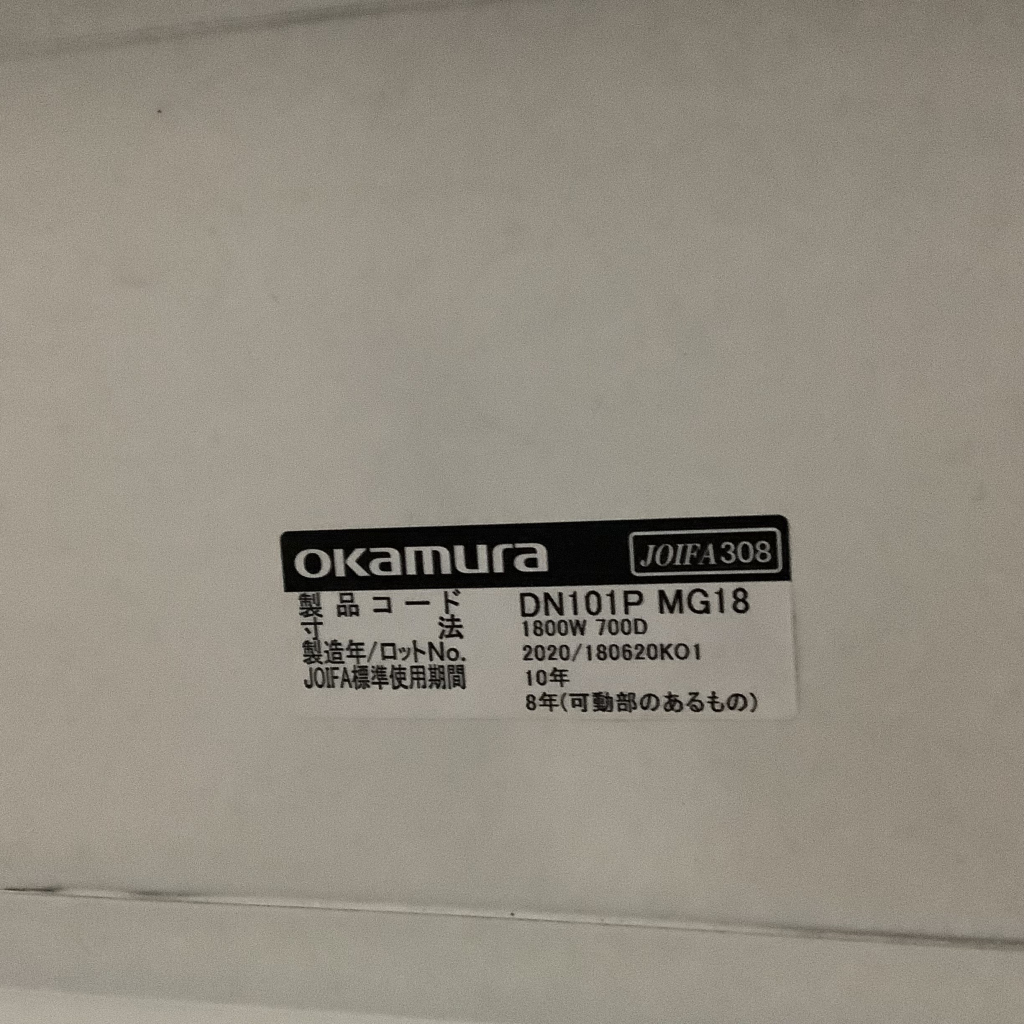 okamura JOIFA308
製品コード DN101P MG18
寸法 1800W 700D
製造年/ロットNo. 2020/180620KO1
JOIFA標準使用期間 10年
8年(可動部のあるもの)